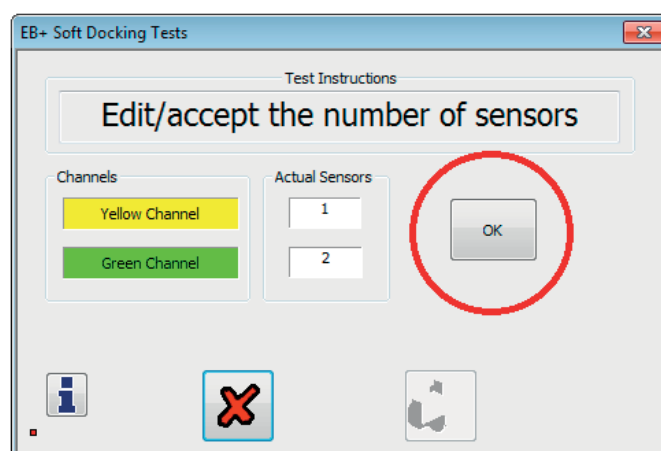 EB+ Soft Docking Tests
Test Instructions
Edit/accept the number of sensors
Channels
Actual Sensors
Yellow Channel
1
OK
Green Channel
2